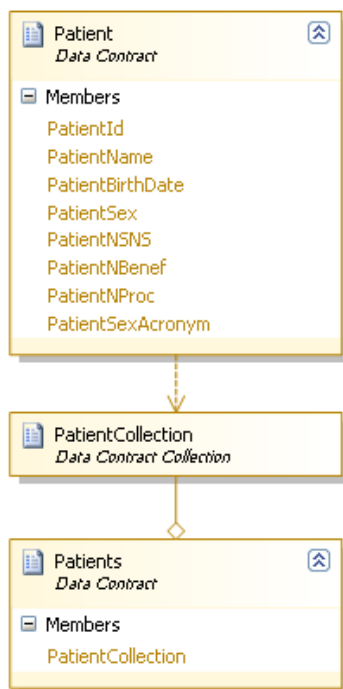 Patient
Data Contract
Members
PatientId
PatientName
PatientBirthDate
PatientSex
PatientNSNS
PatientNBenef
PatientNProc
PatientSexAcronym
PatientCollection
Data Contract Collection
Patients
Data Contract
Members
PatientCollection